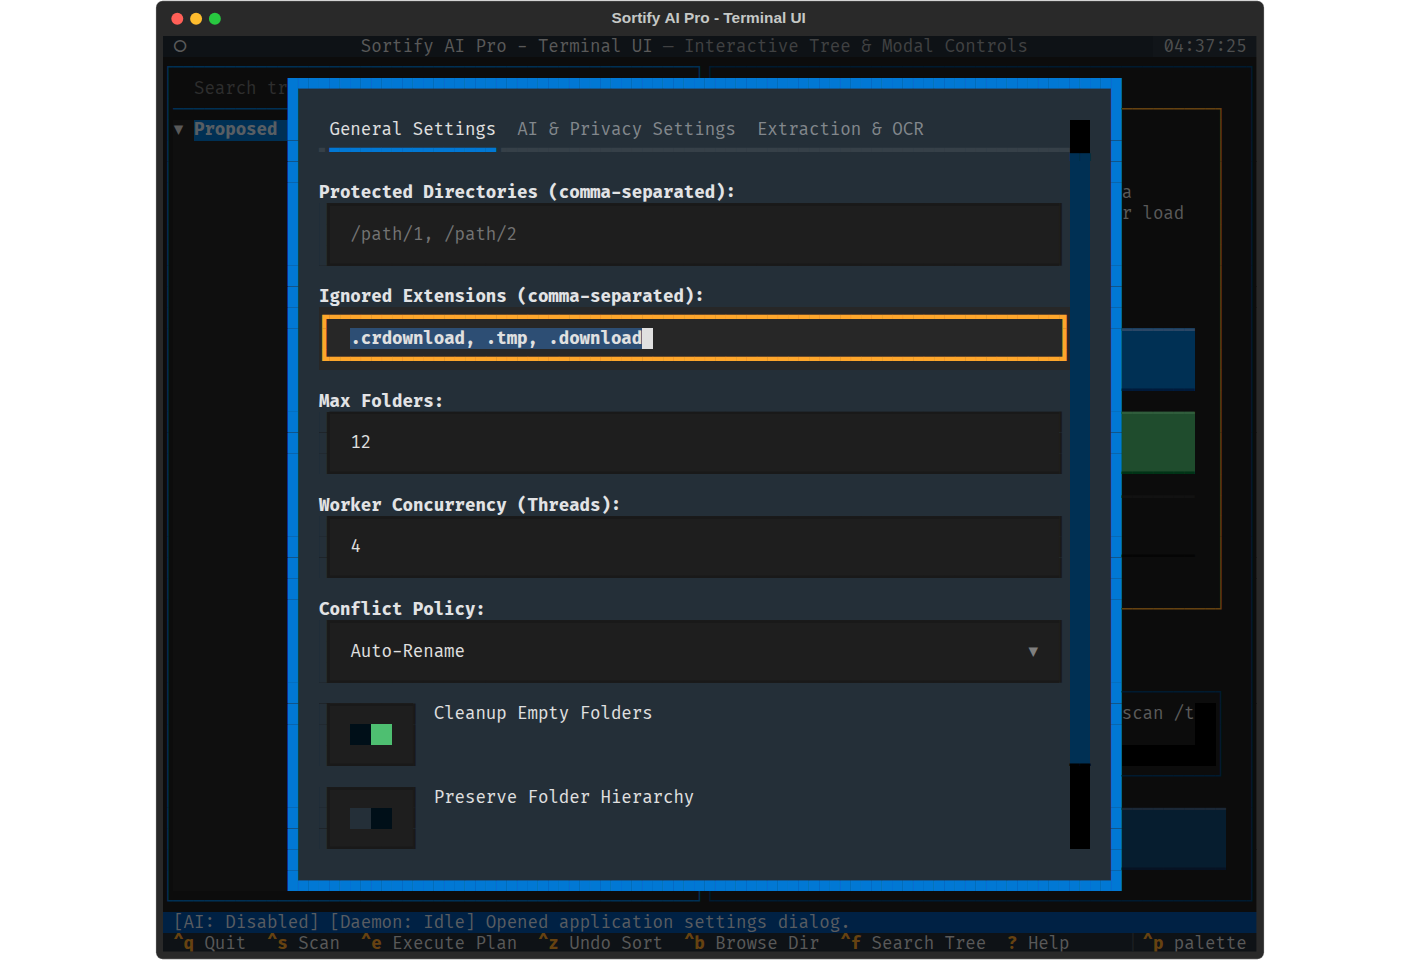 Sortify AI Pro - Terminal UI
Sortify AI Pro - Terminal UI — Interactive Tree & Modal Controls 04:37:25
Search tr
▼ Proposed
General Settings AI & Privacy Settings Extraction & OCR
Protected Directories (comma-separated):
/path/1, /path/2
a
r load
Ignored Extensions (comma-separated):
.crdownload, .tmp, .download
Max Folders:
12
Worker Concurrency (Threads):
4
Conflict Policy:
Auto-Rename ▼
Cleanup Empty Folders
scan /t
Preserve Folder Hierarchy
[AI: Disabled] [Daemon: Idle] Opened application settings dialog.
^q Quit ^s Scan ^e Execute Plan ^z Undo Sort ^b Browse Dir ^f Search Tree ? Help ^p palette